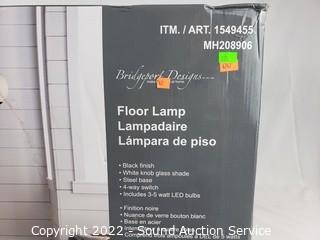 ITM. / ART. 1549455
MH208906
Bridgeport Designs
Floor Lamp
Lampadaire
Lámpara de piso
• Black finish
• White knob glass shade
• Steel base
• 4-way switch
• Includes 3-5 watt LED bulbs
• Finition noire
• Nuance de verre bouton blanc
• Base en acier
Copyright 2022 - Sound Auction Service